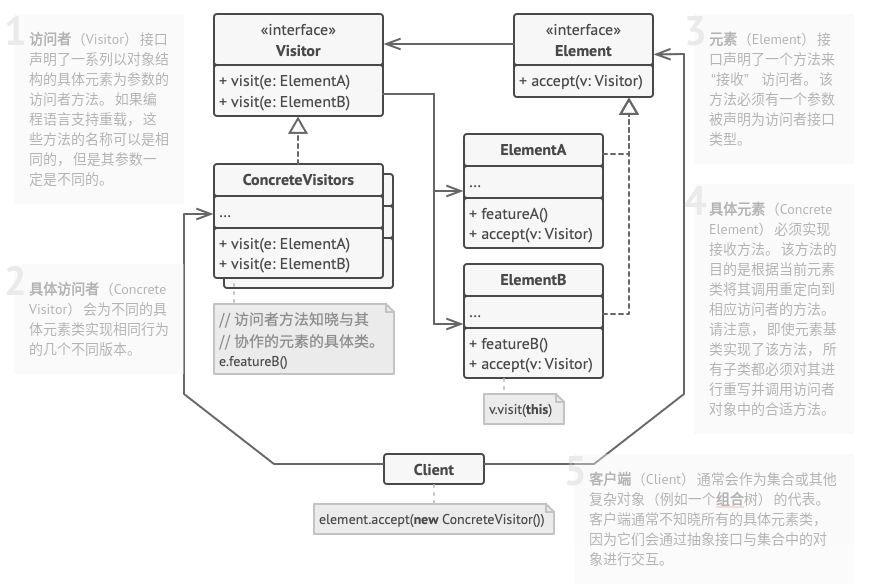 1
访问者（Visitor） 接口
声明了一系列以对象结
构的具体元素为参数的
访问者方法。 如果编
程语言支持重载， 这
些方法的名称可以是相
同的， 但是其参数一
定是不同的。
«interface»
Visitor
+ visit(e: ElementA)
+ visit(e: ElementB)
«interface»
Element
+ accept(v: Visitor)
3
元素（Element） 接
口声明了一个方法来
“接收” 访问者。 该
方法必须有一个参数
被声明为访问者接口
类型。
ConcreteVisitors
...
+ visit(e: ElementA)
+ visit(e: ElementB)
ElementA
...
+ featureA()
+ accept(v: Visitor)
4
具体元素（Concrete
Element） 必须实现
接收方法。 该方法的
目的是根据当前元素
类将其调用重定向到
相应访问者的方法。
请注意， 即使元素基
类实现了该方法， 所
有子类都必须对其进
行重写并调用访问者
对象中的合适方法。
2
具体访问者（Concrete
Visitor） 会为不同的具
体元素类实现相同行为
的几个不同版本。
// 访问者方法知晓与其
// 协作的元素的具体类。
e.featureB()
ElementB
...
+ featureB()
+ accept(v: Visitor)
v.visit(this)
Client
element.accept(new ConcreteVisitor())
5
客户端（Client） 通常会作为集合或其他
复杂对象（例如一个组合树） 的代表。
客户端通常不知晓所有的具体元素类，
因为它们会通过抽象接口与集合中的对
象进行交互。